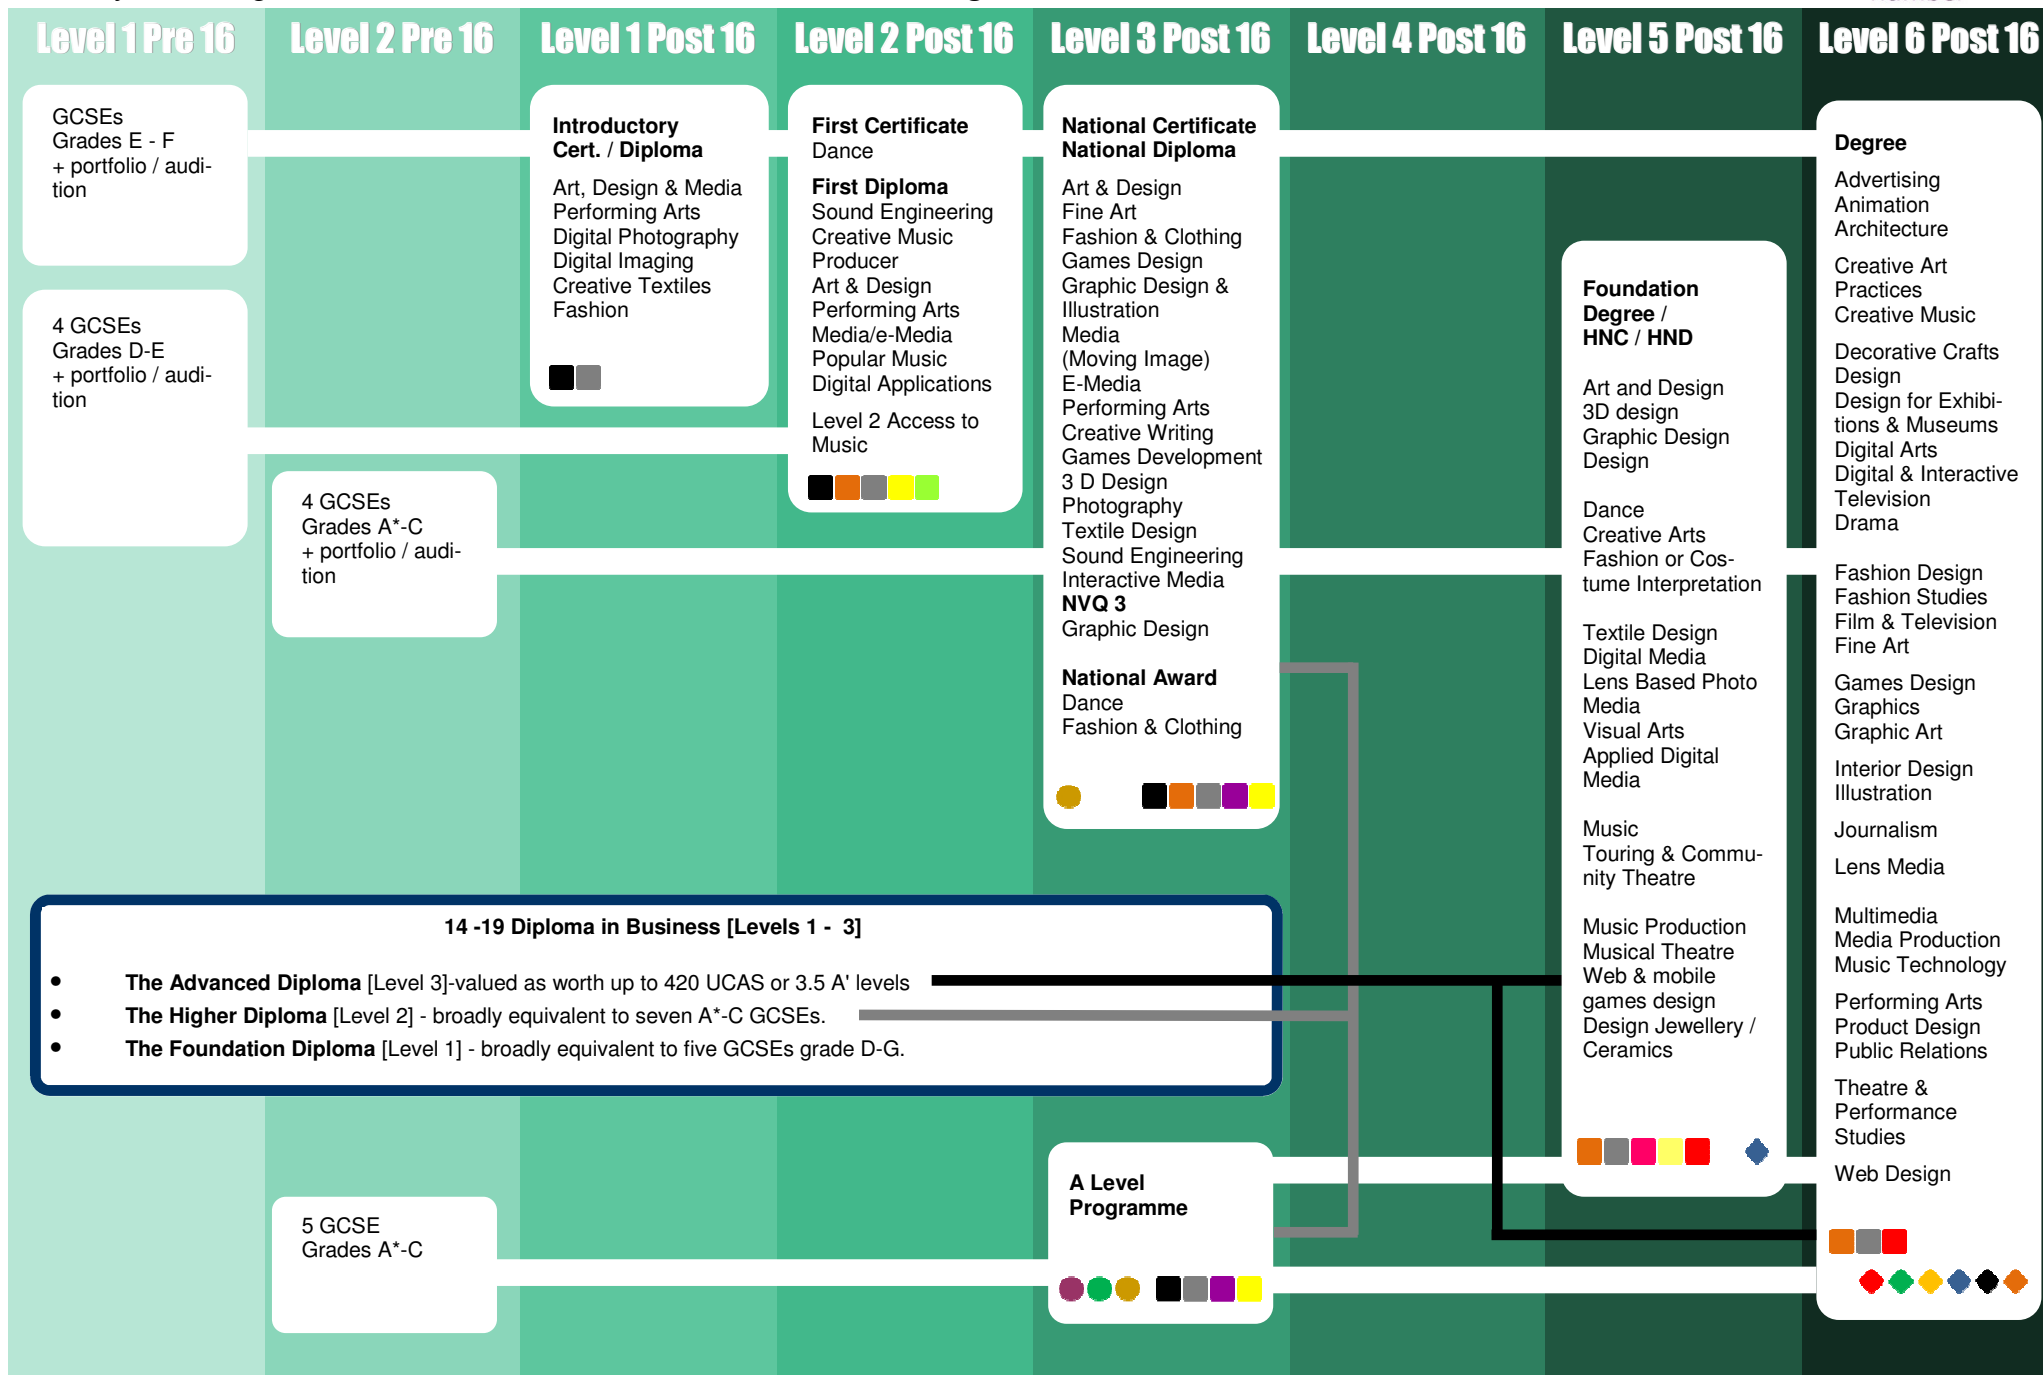 Level 1 Pre 16
Level 2 Pre 16
Level 1 Post 16
Level 2 Post 16
Level 3 Post 16
Level 4 Post 16
Level 5 Post 16
Level 6 Post 16
GCSEs
Grades E - F
+ portfolio / audi-
tion
4 GCSEs
Grades D-E
+ portfolio / audi-
tion
4 GCSEs
Grades A*-C
+ portfolio / audi-
tion
5 GCSE
Grades A*-C
Introductory
Cert. / Diploma
Art, Design & Media
Performing Arts
Digital Photography
Digital Imaging
Creative Textiles
Fashion
First Certificate
Dance
First Diploma
Sound Engineering
Creative Music
Producer
Art & Design
Performing Arts
Media/e-Media
Popular Music
Digital Applications
Level 2 Access to
Music
National Certificate
National Diploma
Art & Design
Fine Art
Fashion & Clothing
Games Design
Graphic Design &
Illustration
Media
(Moving Image)
E-Media
Performing Arts
Creative Writing
Games Development
3 D Design
Photography
Textile Design
Sound Engineering
Interactive Media
NVQ 3
Graphic Design
National Award
Dance
Fashion & Clothing
14 -19 Diploma in Business [Levels 1 - 3]
• The Advanced Diploma [Level 3]-valued as worth up to 420 UCAS or 3.5 A' levels
• The Higher Diploma [Level 2] - broadly equivalent to seven A*-C GCSEs.
• The Foundation Diploma [Level 1] - broadly equivalent to five GCSEs grade D-G.
A Level
Programme
Foundation
Degree /
HNC / HND
Art and Design
3D design
Graphic Design
Design
Dance
Creative Arts
Fashion or Cos-
tume Interpretation
Textile Design
Digital Media
Lens Based Photo
Media
Visual Arts
Applied Digital
Media
Music
Touring & Commu-
nity Theatre
Music Production
Musical Theatre
Web & mobile
games design
Design Jewellery /
Ceramics
Degree
Advertising
Animation
Architecture
Creative Art
Practices
Creative Music
Decorative Crafts
Design
Design for Exhibi-
tions & Museums
Digital Arts
Digital & Interactive
Television
Drama
Fashion Design
Fashion Studies
Film & Television
Fine Art
Games Design
Graphics
Graphic Art
Interior Design
Illustration
Journalism
Lens Media
Multimedia
Media Production
Music Technology
Performing Arts
Product Design
Public Relations
Theatre &
Performance
Studies
Web Design